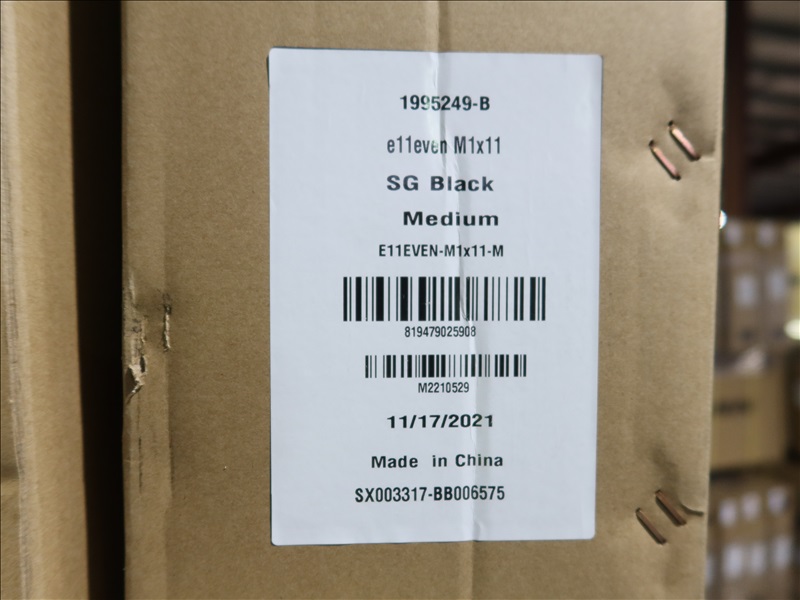 1995249-B
e11even M1x11
SG Black
Medium
E11EVEN-M1x11-M
819479025908
M2210529
11/17/2021
Made in China
SX003317-BB006575